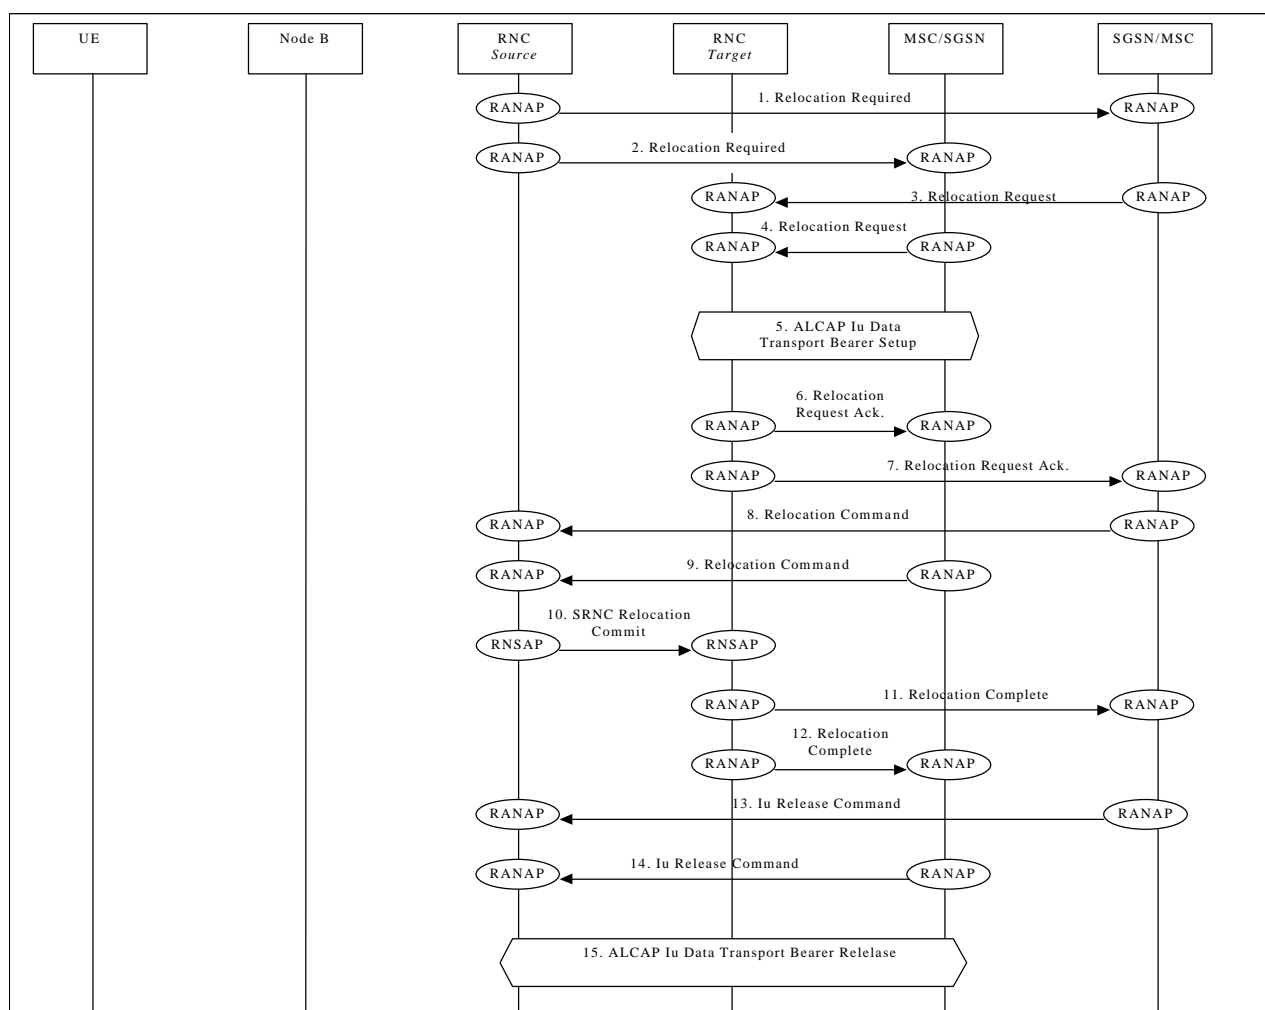 UE
Node B
RNC
Source
RNC
Target
MSC/SGSN
SGSN/MSC
RANAP
1. Relocation Required
RANAP
RANAP
2. Relocation Required
RANAP
RANAP
3. Relocation Request
RANAP
RANAP
4. Relocation Request
RANAP
5. ALCAP Iu Data
Transport Bearer Setup
RANAP
6. Relocation
Request Ack.
RANAP
RANAP
7. Relocation Request Ack.
RANAP
RANAP
8. Relocation Command
RANAP
RANAP
9. Relocation Command
RANAP
RNSAP
10. SRNC Relocation
Commit
RNSAP
RANAP
11. Relocation Complete
RANAP
RANAP
12. Relocation
Complete
RANAP
RANAP
13. Iu Release Command
RANAP
RANAP
14. Iu Release Command
RANAP
15. ALCAP Iu Data Transport Bearer Relelase